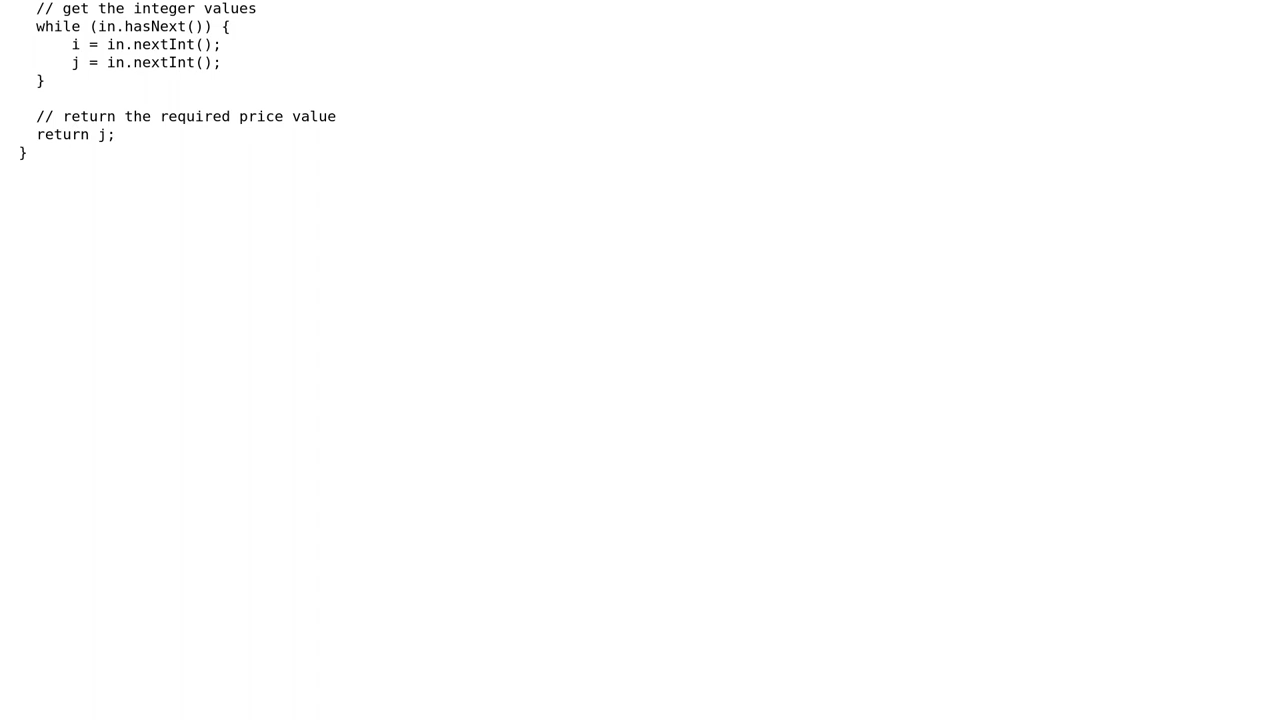 // get the integer values
while (in.hasNext()) {
i = in.nextInt();
j = in.nextInt();
}
// return the required price value
return j;
}